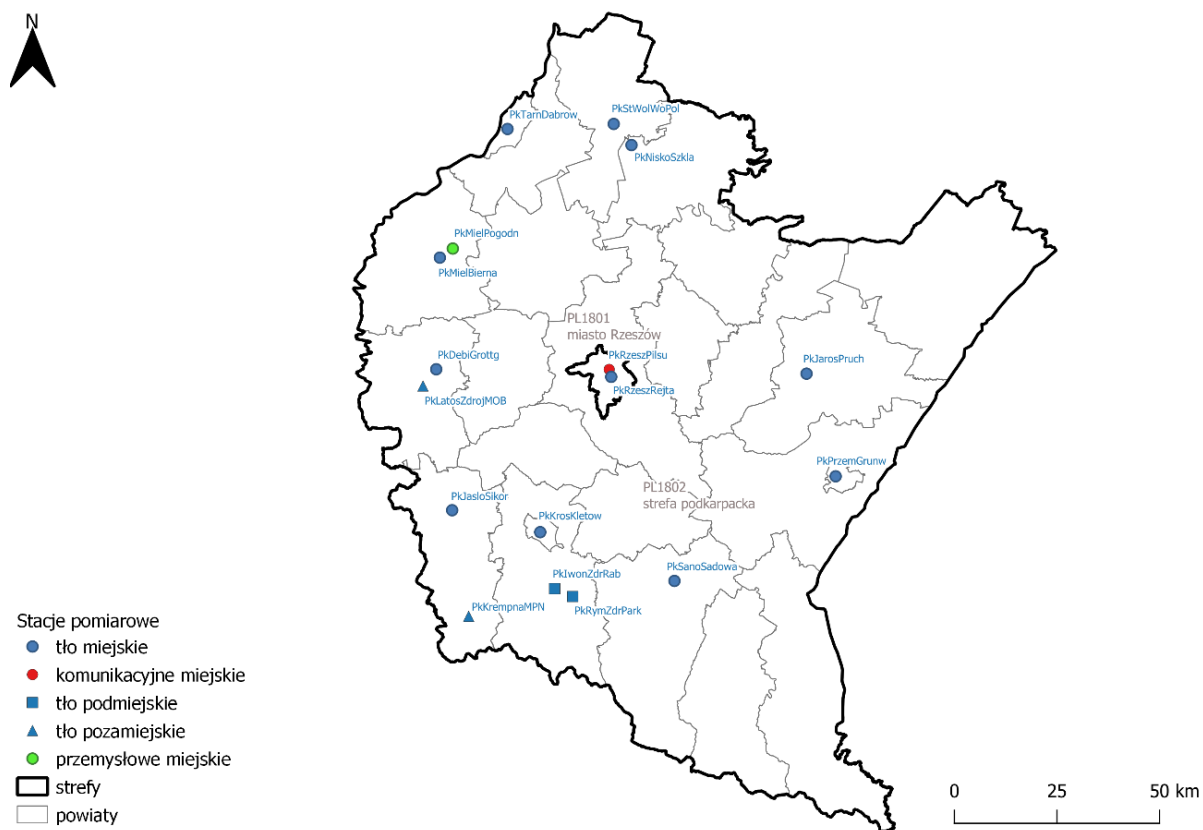 N
PkTarnDabrow
PkStWolWoPol
PkNiskoSzkla
PkMielPogodn
PkMielBierna
PL1801
miasto Rzeszów
PkRzeszPilsu
PkRzeszRejta
PkDebiGrottg
PkLatosZdrojMOB
PkJarosPruch
PkPrzemGrunw
PL1802
strefa podkarpacka
PkJasloSikor
PkKrosKletow
PkIwonZdrRab
PkRymZdrPark
PkSanoSadowa
PkKrempnaMPN
Stacje pomiarowe
tło miejskie
komunikacyjne miejskie
tło podmiejskie
tło pozamiejskie
przemysłowe miejskie
strefy
powiaty
0 25 50 km